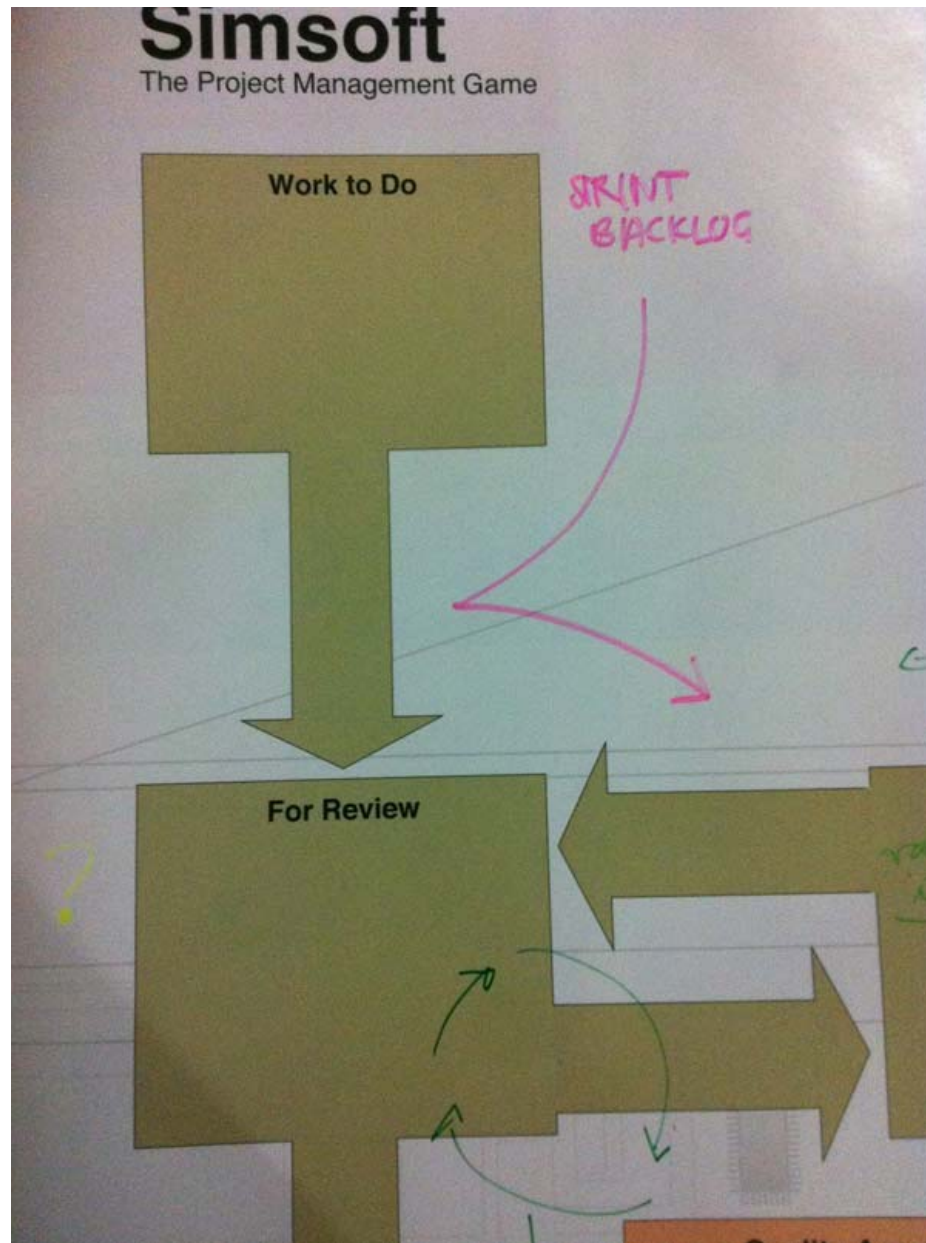 Simsoft
The Project Management Game
Work to Do
SPRINT
BACKLOG
For Review
?